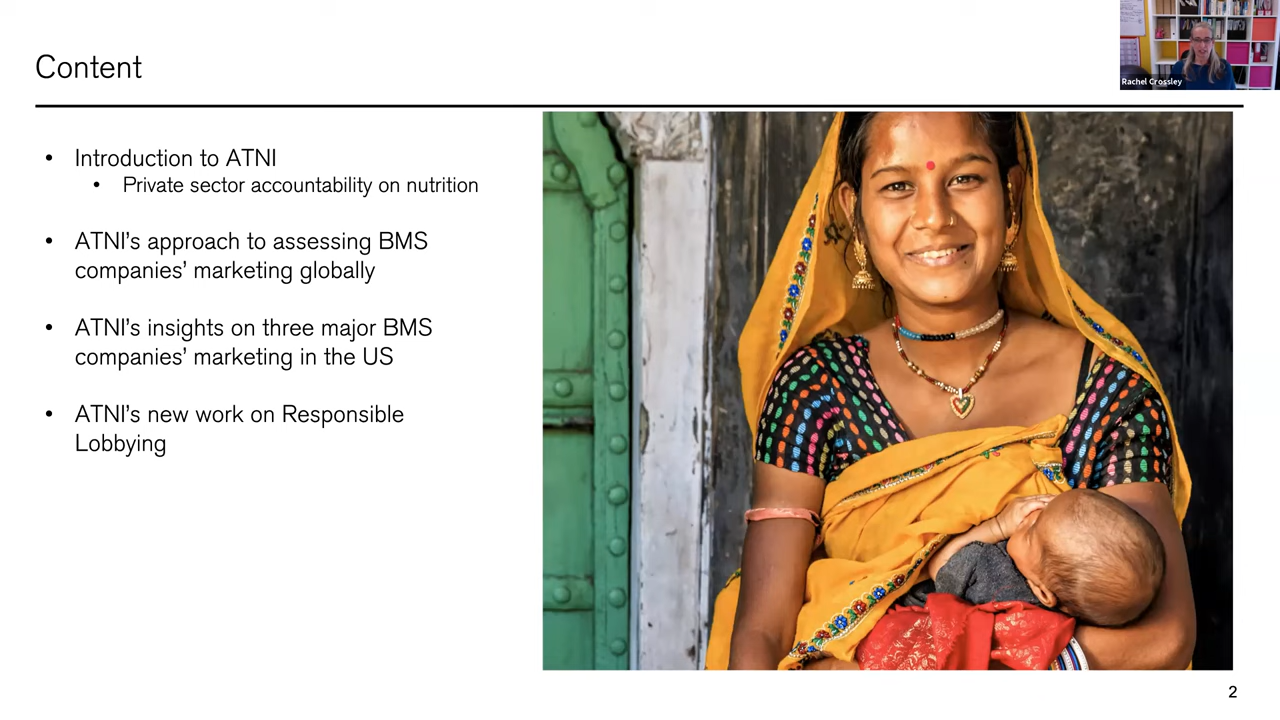 Content
Rachel Crossley
• Introduction to ATNI
• Private sector accountability on nutrition
• ATNI's approach to assessing BMS
companies' marketing globally
• ATNI's insights on three major BMS
companies' marketing in the US
• ATNI's new work on Responsible
Lobbying
2